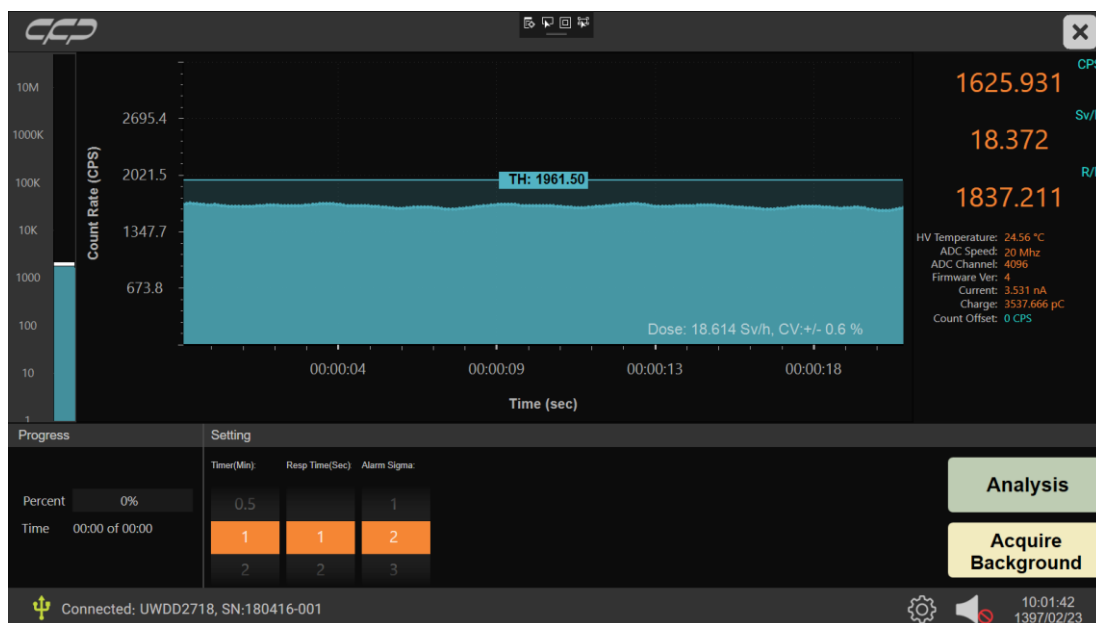 CCP
10M
1000K
100K
10K
1000
100
10
1
Count Rate (CPS)
2695.4
2021.5
1347.7
673.8
TH: 1961.50
Dose: 18.614 Sv/h, CV:+/- 0.6 %
00:00:04
00:00:09
00:00:13
00:00:18
Time (sec)
CPS
1625.931
Sv/
18.372
R/
1837.211
HV Temperature: 24.56 °C
ADC Speed: 20 Mhz
ADC Channel: 4096
Firmware Ver: 4
Current: 3.531 nA
Charge: 3537.666 pC
Count Offset: 0 CPS
Progress
Percent 0%
Time 00:00 of 00:00
Setting
Timer(Min): Resp Time(Sec): Alarm Sigma:
0.5 1
1 1 2
2 2 3
Analysis
Acquire
Background
Connected: UWDD2718, SN:180416-001
10:01:42
1397/02/23